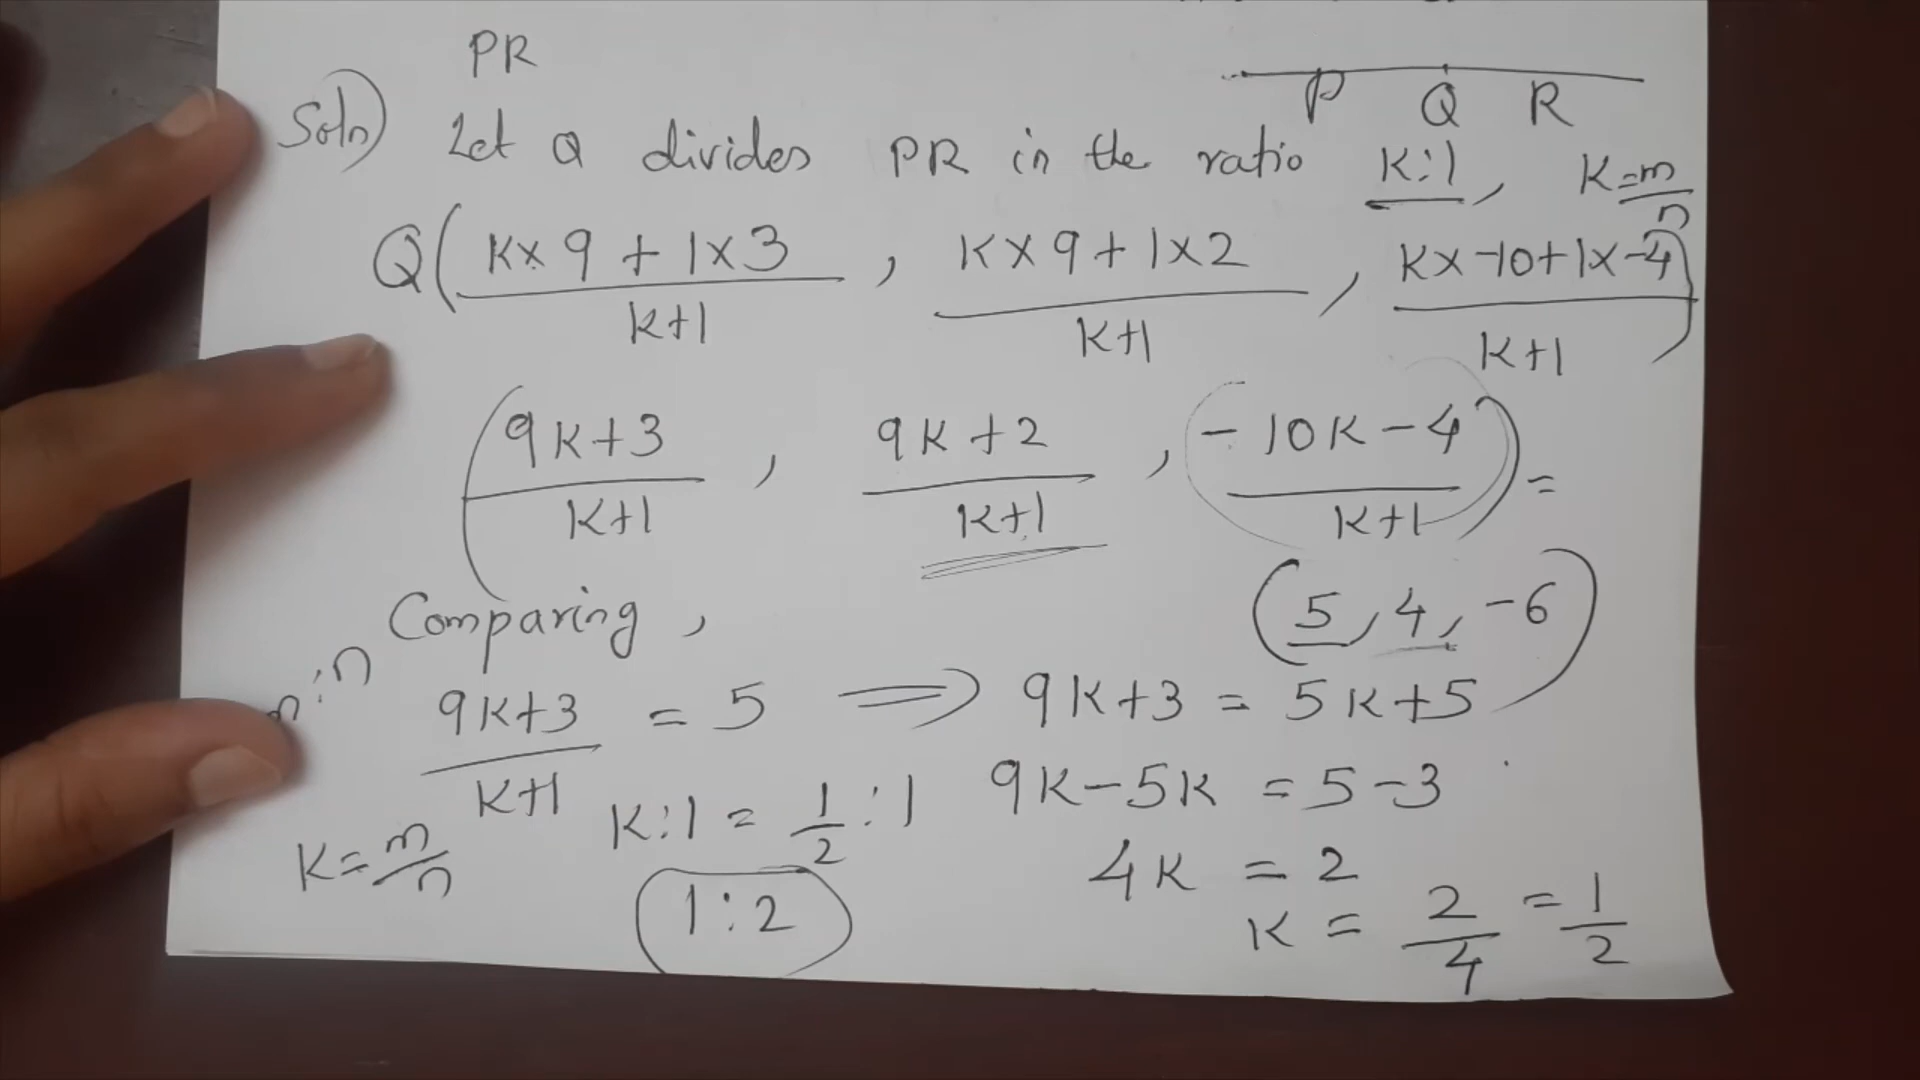 PR
P Q R
Soln) Let Q divides PR in the ratio K:1, K=m/n
Q(K×9+1×3/K+1, K×9+1×2/K+1, K×-10+1×-4/K+1)
(9K+3/K+1, 9K+2/K+1, -10K-4/K+1) =
(5, 4, -6)
Comparing,
:n
9K+3/K+1 = 5 ⟹ 9K+3 = 5K+5
9K-5K = 5-3
K:1 = 1/2 : 1
4K = 2
K=m/n
1:2
K = 2/4 = 1/2